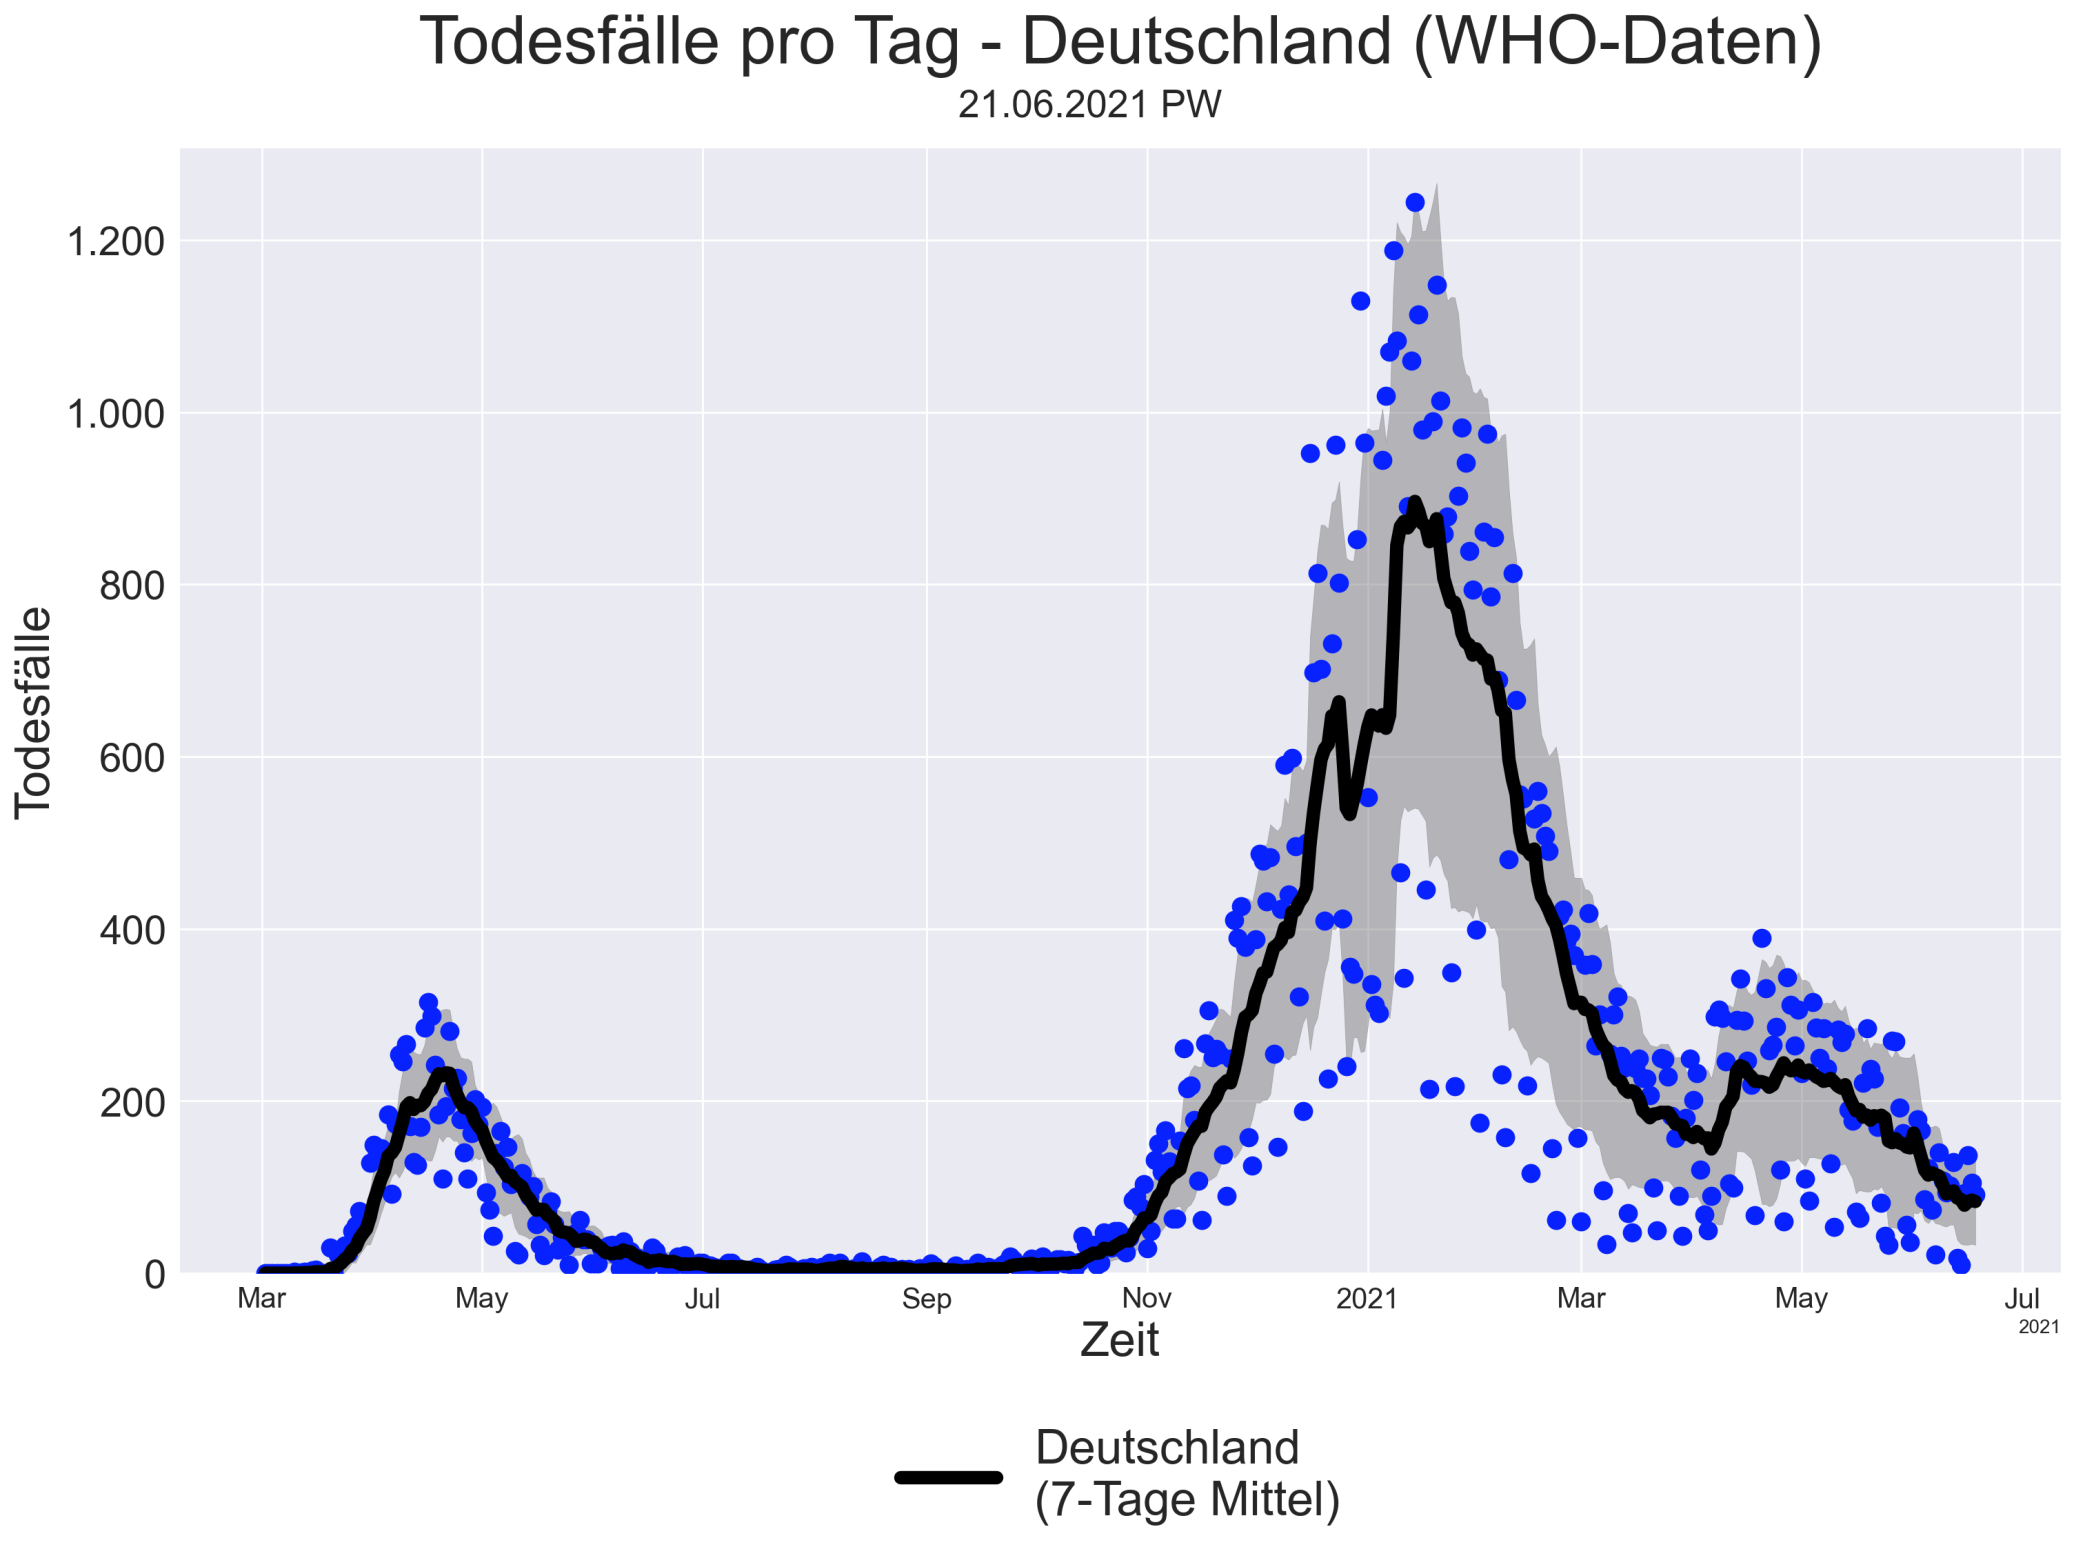 Todesfälle pro Tag - Deutschland (WHO-Daten)
21.06.2021 PW
Todesfälle
1.200
1.000
800
600
400
200
0
Mar May Jul Sep Nov 2021 Mar May Jul
2021
Zeit
Deutschland
(7-Tage Mittel)